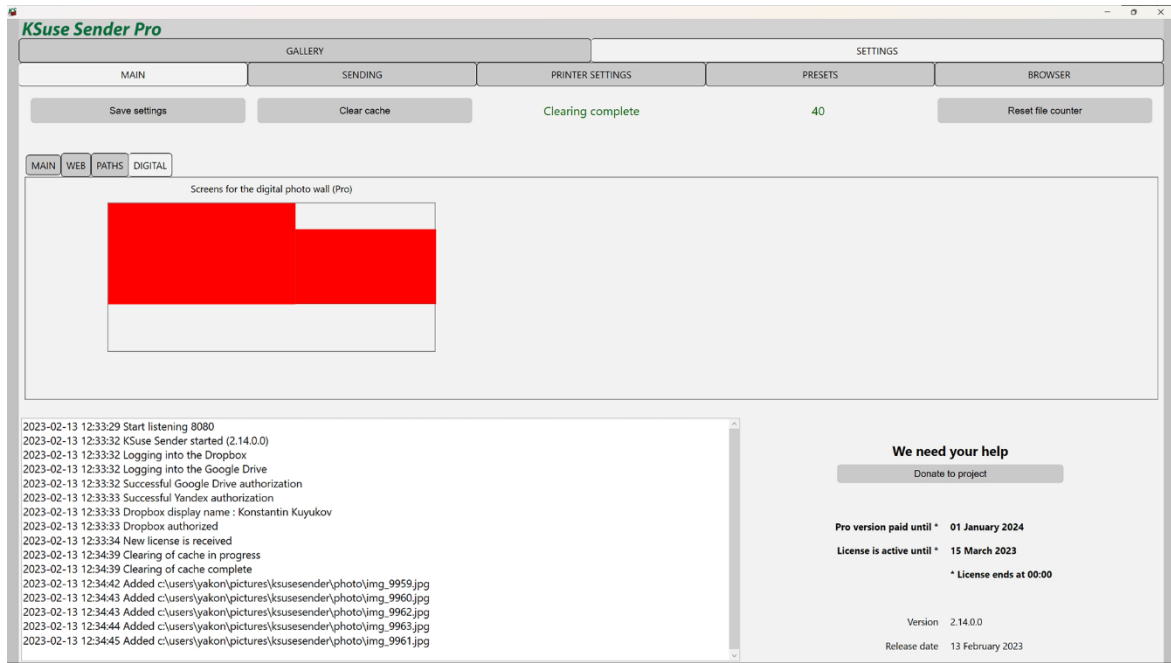 KSuse Sender Pro
GALLERY
SETTINGS
MAIN
SENDING
PRINTER SETTINGS
PRESETS
BROWSER
Save settings
Clear cache
Clearing complete
40
Reset file counter
MAIN
WEB
PATHS
DIGITAL
Screens for the digital photo wall (Pro)
2023-02-13 12:33:29 Start listening 8080
2023-02-13 12:33:32 KSuse Sender started (2.14.0.0)
2023-02-13 12:33:32 Logging into the Dropbox
2023-02-13 12:33:32 Logging into the Google Drive
2023-02-13 12:33:32 Successful Google Drive authorization
2023-02-13 12:33:33 Successful Yandex authorization
2023-02-13 12:33:33 Dropbox display name : Konstantin Kuyukov
2023-02-13 12:33:33 Dropbox authorized
2023-02-13 12:33:34 New license is received
2023-02-13 12:34:39 Clearing of cache in progress
2023-02-13 12:34:39 Clearing of cache complete
2023-02-13 12:34:42 Added c:\users\yakon\pictures\ksusesender\photo\img_9959.jpg
2023-02-13 12:34:43 Added c:\users\yakon\pictures\ksusesender\photo\img_9960.jpg
2023-02-13 12:34:43 Added c:\users\yakon\pictures\ksusesender\photo\img_9962.jpg
2023-02-13 12:34:44 Added c:\users\yakon\pictures\ksusesender\photo\img_9963.jpg
2023-02-13 12:34:45 Added c:\users\yakon\pictures\ksusesender\photo\img_9961.jpg
We need your help
Donate to project
Pro version paid until * 01 January 2024
License is active until * 15 March 2023
* License ends at 00:00
Version 2.14.0.0
Release date 13 February 2023